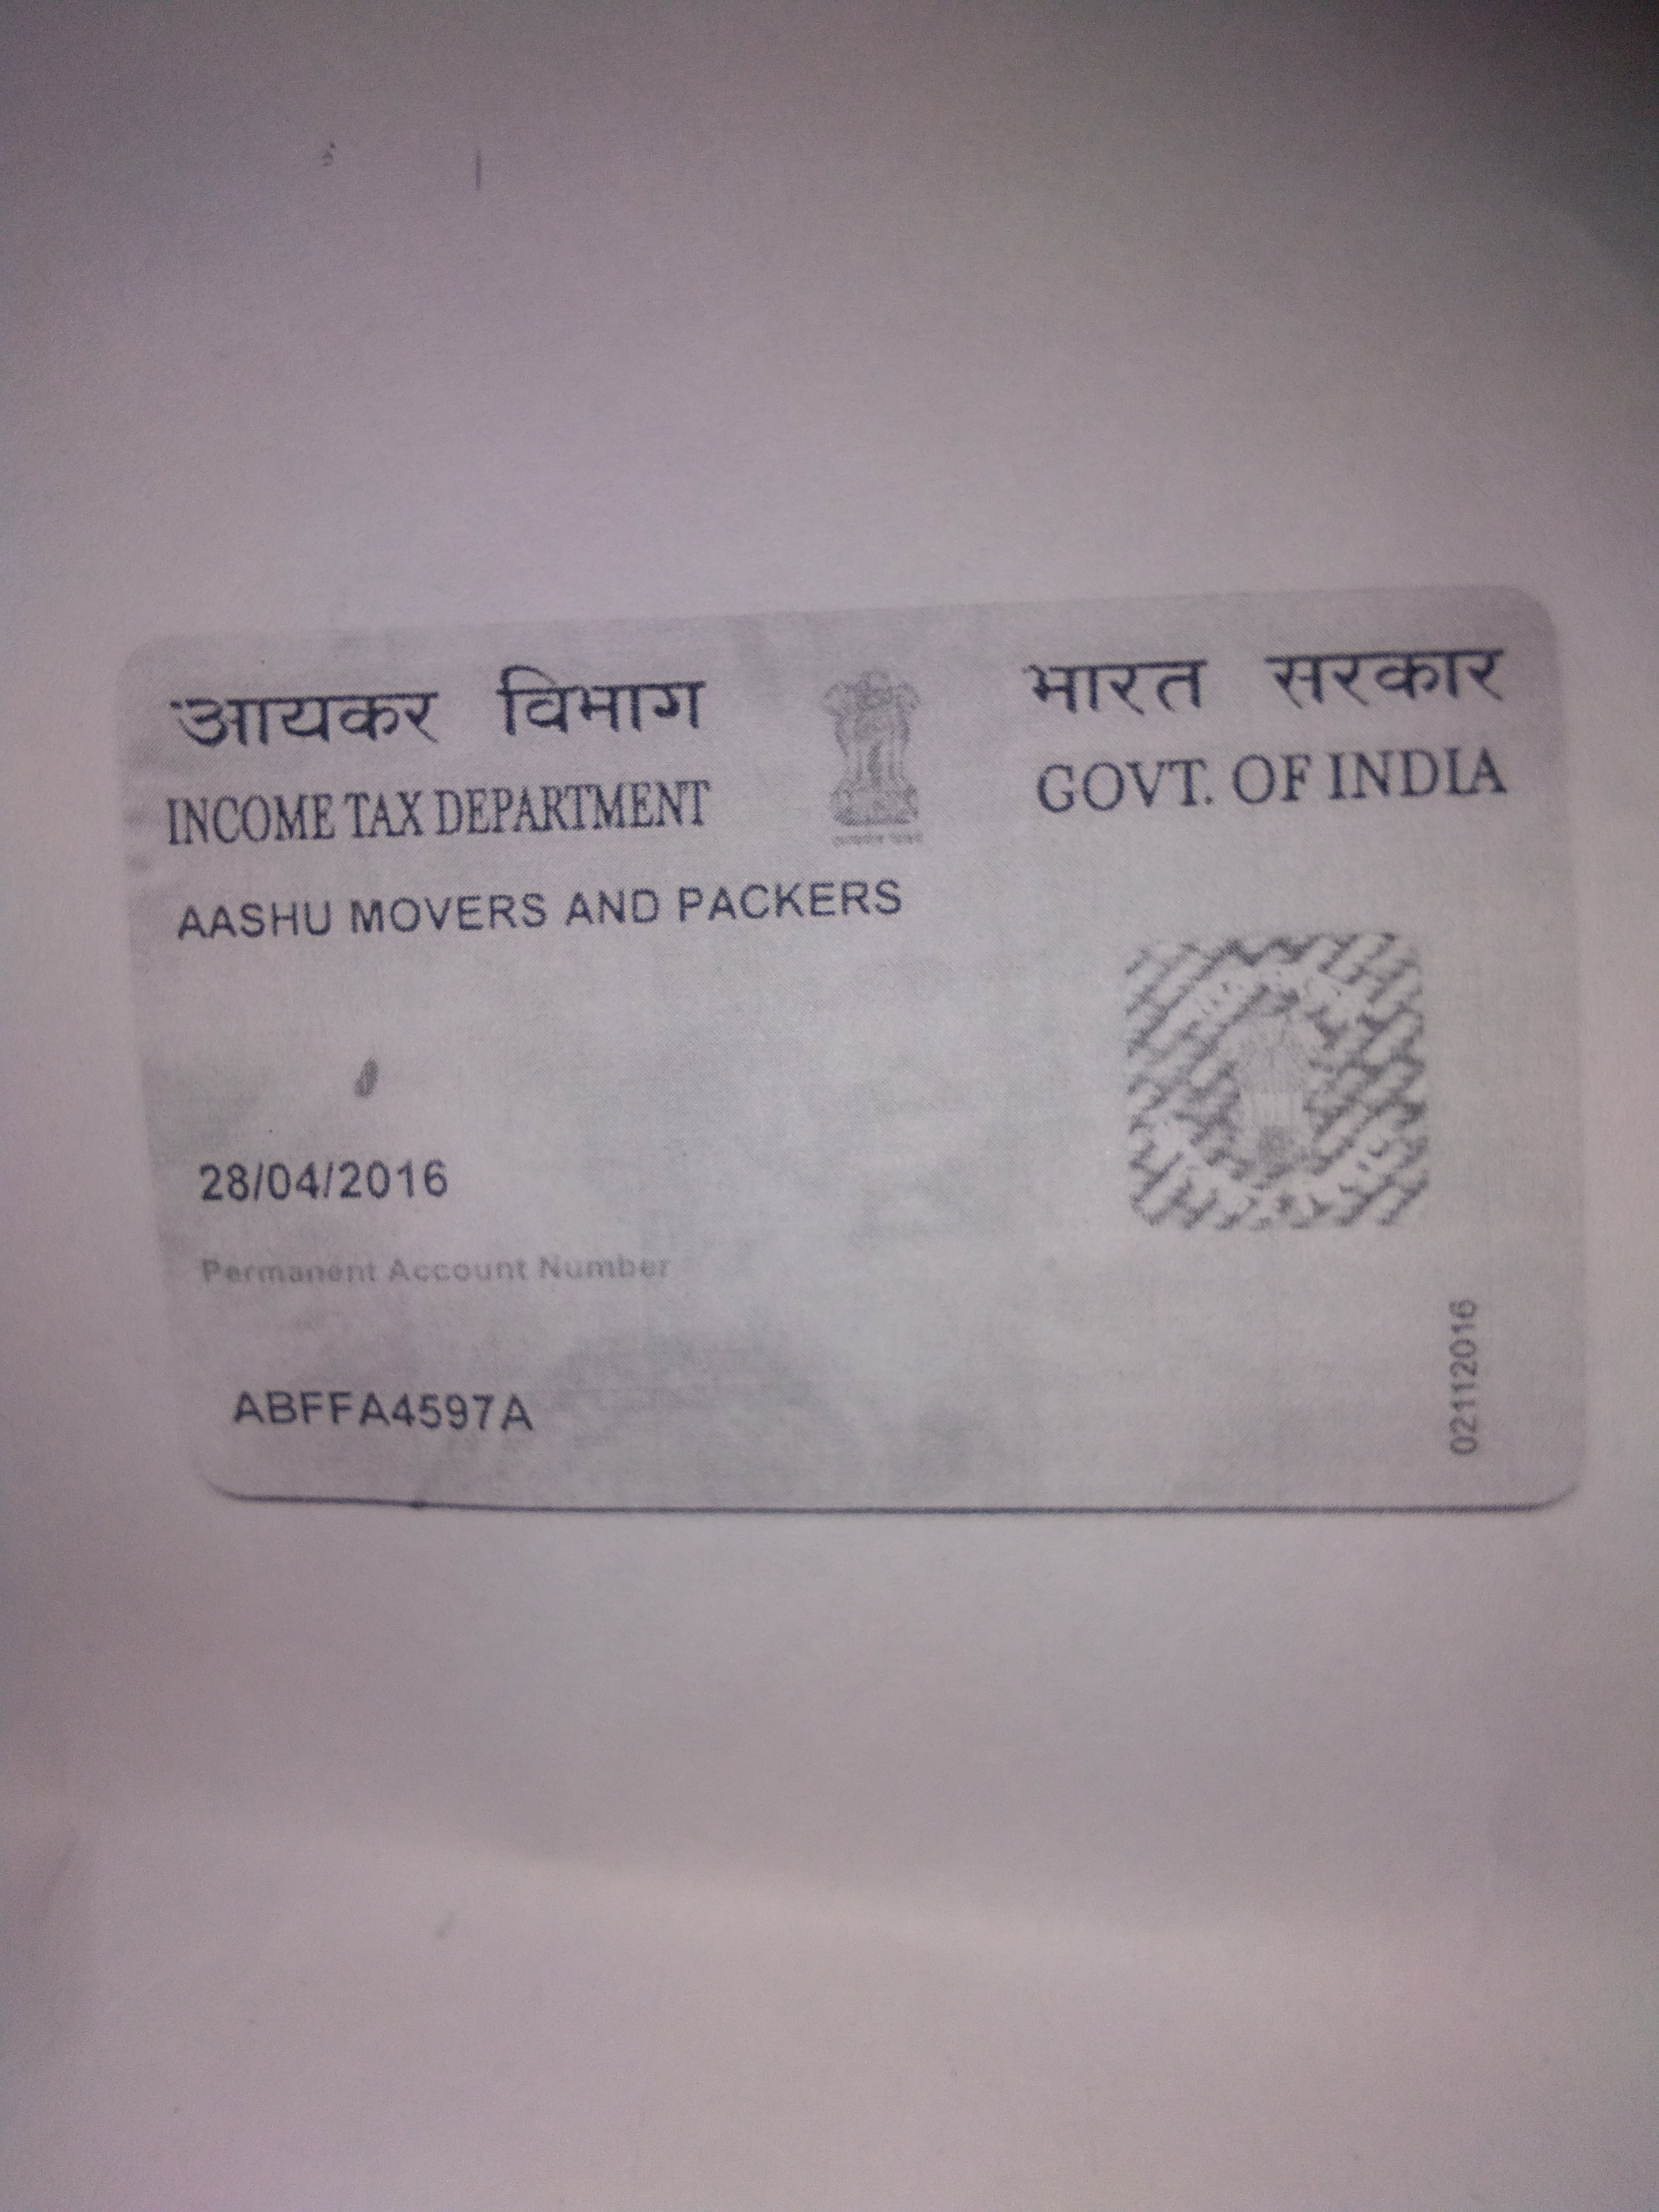 आयकर विभाग
INCOME TAX DEPARTMENT
भारत सरकार
GOVT. OF INDIA
AASHU MOVERS AND PACKERS
28/04/2016
Permanent Account Number
ABFFA4597A
02112016